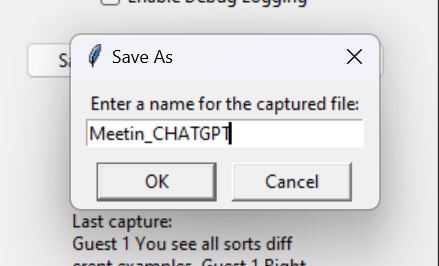 Enable Debug Logging
Save As
Enter a name for the captured file:
Meetin_CHATGPT
OK
Cancel
Last capture:
Guest 1 You see all sorts diff
erent examples. Guest 1 Right